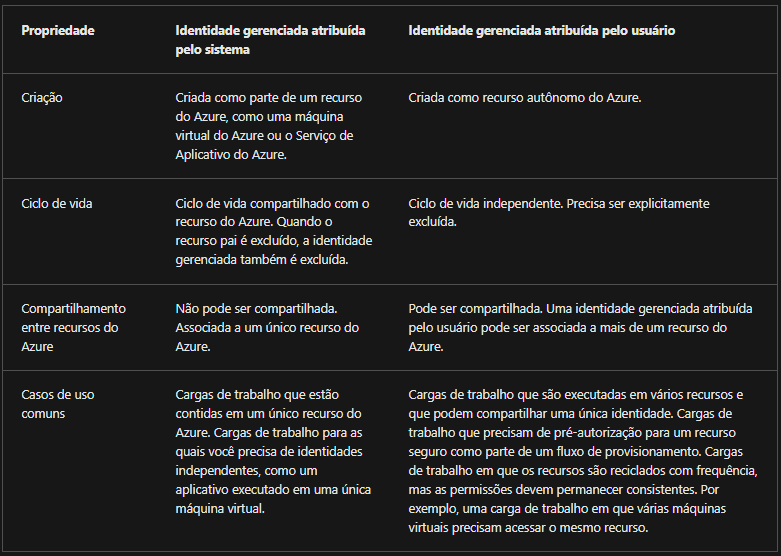 Propriedade
Identidade gerenciada atribuída
pelo sistema
Identidade gerenciada atribuída pelo usuário
Criação
Criada como parte de um recurso
do Azure, como uma máquina
virtual do Azure ou o Serviço de
Aplicativo do Azure.
Criada como recurso autônomo do Azure.
Ciclo de vida
Ciclo de vida compartilhado com o
recurso do Azure. Quando o
recurso pai é excluído, a identidade
gerenciada também é excluída.
Ciclo de vida independente. Precisa ser explicitamente
excluída.
Compartilhamento
entre recursos do
Azure
Não pode ser compartilhada.
Associada a um único recurso do
Azure.
Pode ser compartilhada. Uma identidade gerenciada atribuída
pelo usuário pode ser associada a mais de um recurso do
Azure.
Casos de uso
comuns
Cargas de trabalho que estão
contidas em um único recurso do
Azure. Cargas de trabalho para as
quais você precisa de identidades
independentes, como um
aplicativo executado em uma única
máquina virtual.
Cargas de trabalho que são executadas em vários recursos e
que podem compartilhar uma única identidade. Cargas de
trabalho que precisam de pré-autorização para um recurso
seguro como parte de um fluxo de provisionamento. Cargas
de trabalho em que os recursos são reciclados com frequência,
mas as permissões devem permanecer consistentes. Por
exemplo, uma carga de trabalho em que várias máquinas
virtuais precisam acessar o mesmo recurso.